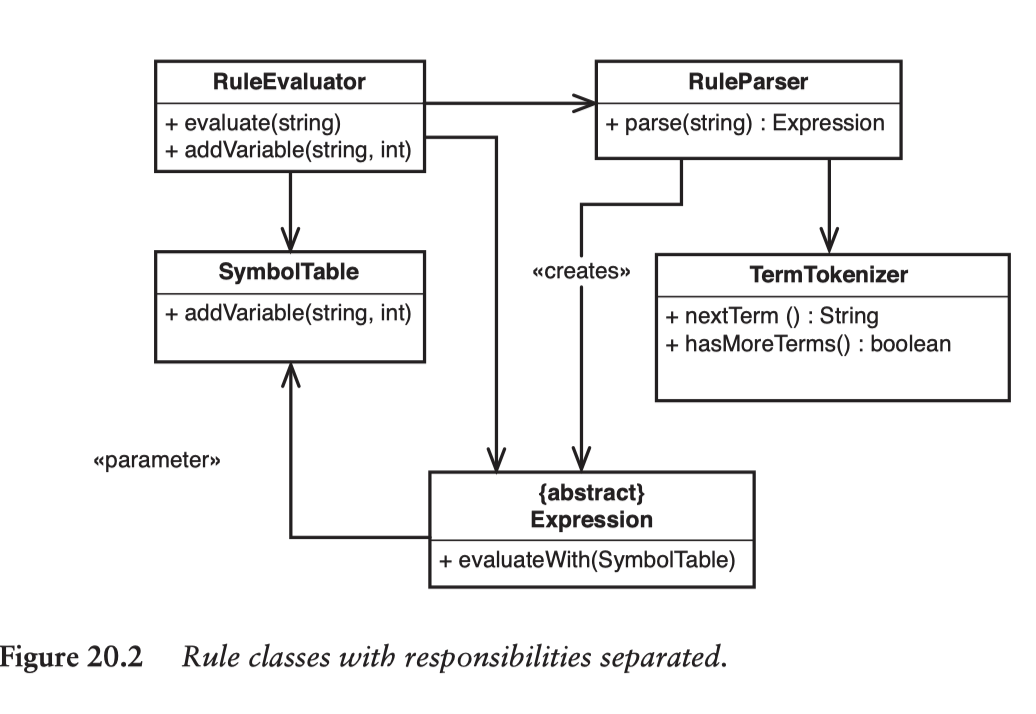 RuleEvaluator
+ evaluate(string)
+ addVariable(string, int)
RuleParser
+ parse(string) : Expression
SymbolTable
+ addVariable(string, int)
«creates»
TermTokenizer
+ nextTerm () : String
+ hasMoreTerms() : boolean
«parameter»
{abstract}
Expression
+ evaluateWith(SymbolTable)
Figure 20.2 Rule classes with responsibilities separated.